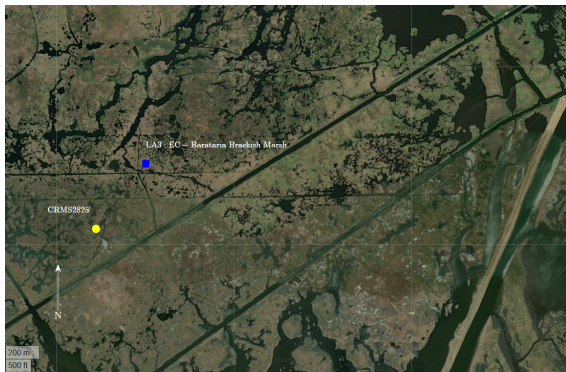 LA3 : EC – Barataria Brackish Marsh
CRMS2825
N
200 m
500 ft